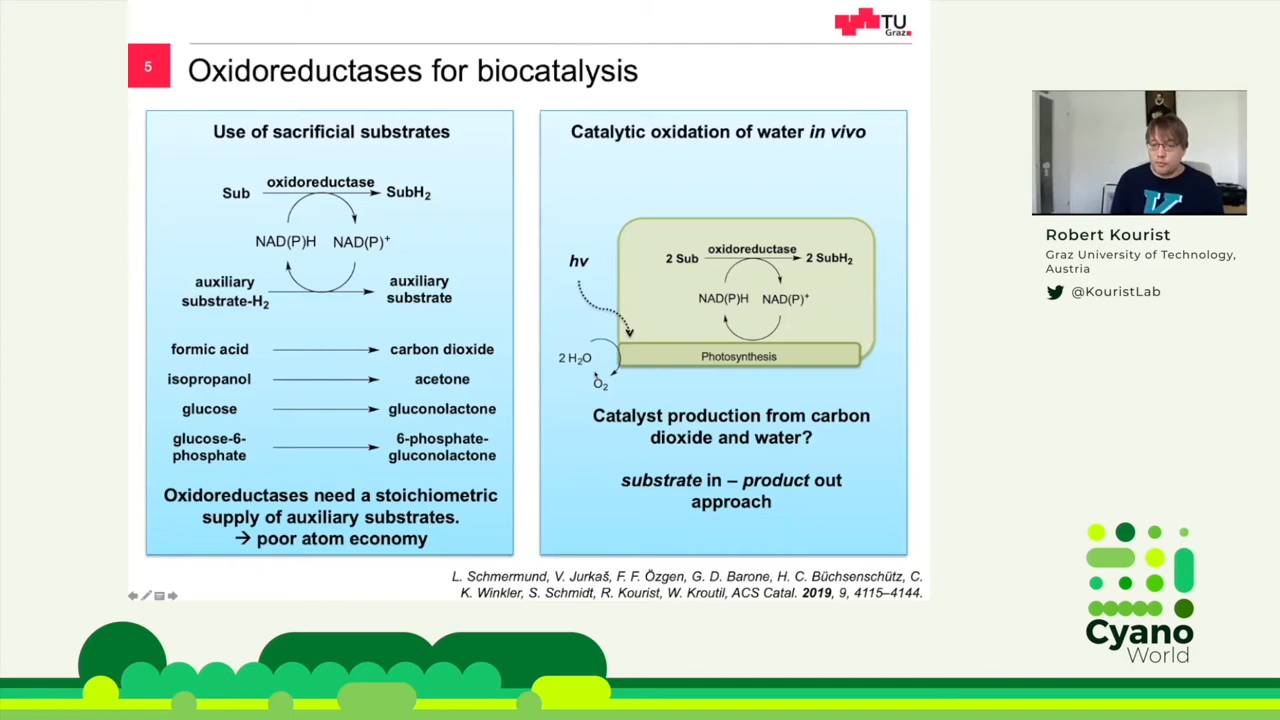 TU
Graz
5
Oxidoreductases for biocatalysis
Use of sacrificial substrates
Sub
oxidoreductase
SubH₂
NAD(P)H
NAD(P)⁺
auxiliary
substrate-H₂
auxiliary
substrate
formic acid
carbon dioxide
isopropanol
acetone
glucose
gluconolactone
glucose-6-
phosphate
6-phosphate-
gluconolactone
Oxidoreductases need a stoichiometric
supply of auxiliary substrates.
→ poor atom economy
Catalytic oxidation of water in vivo
hν
2 Sub
oxidoreductase
2 SubH₂
NAD(P)H
NAD(P)⁺
2 H₂O
O₂
Photosynthesis
Catalyst production from carbon
dioxide and water?
substrate in – product out
approach
L. Schmermund, V. Jurkaš, F. F. Özgen, G. D. Barone, H. C. Büchsenschütz, C.
K. Winkler, S. Schmidt, R. Kourist, W. Kroutil, ACS Catal. 2019, 9, 4115–4144.
Robert Kourist
Graz University of Technology,
Austria
@KouristLab
Cyano
World